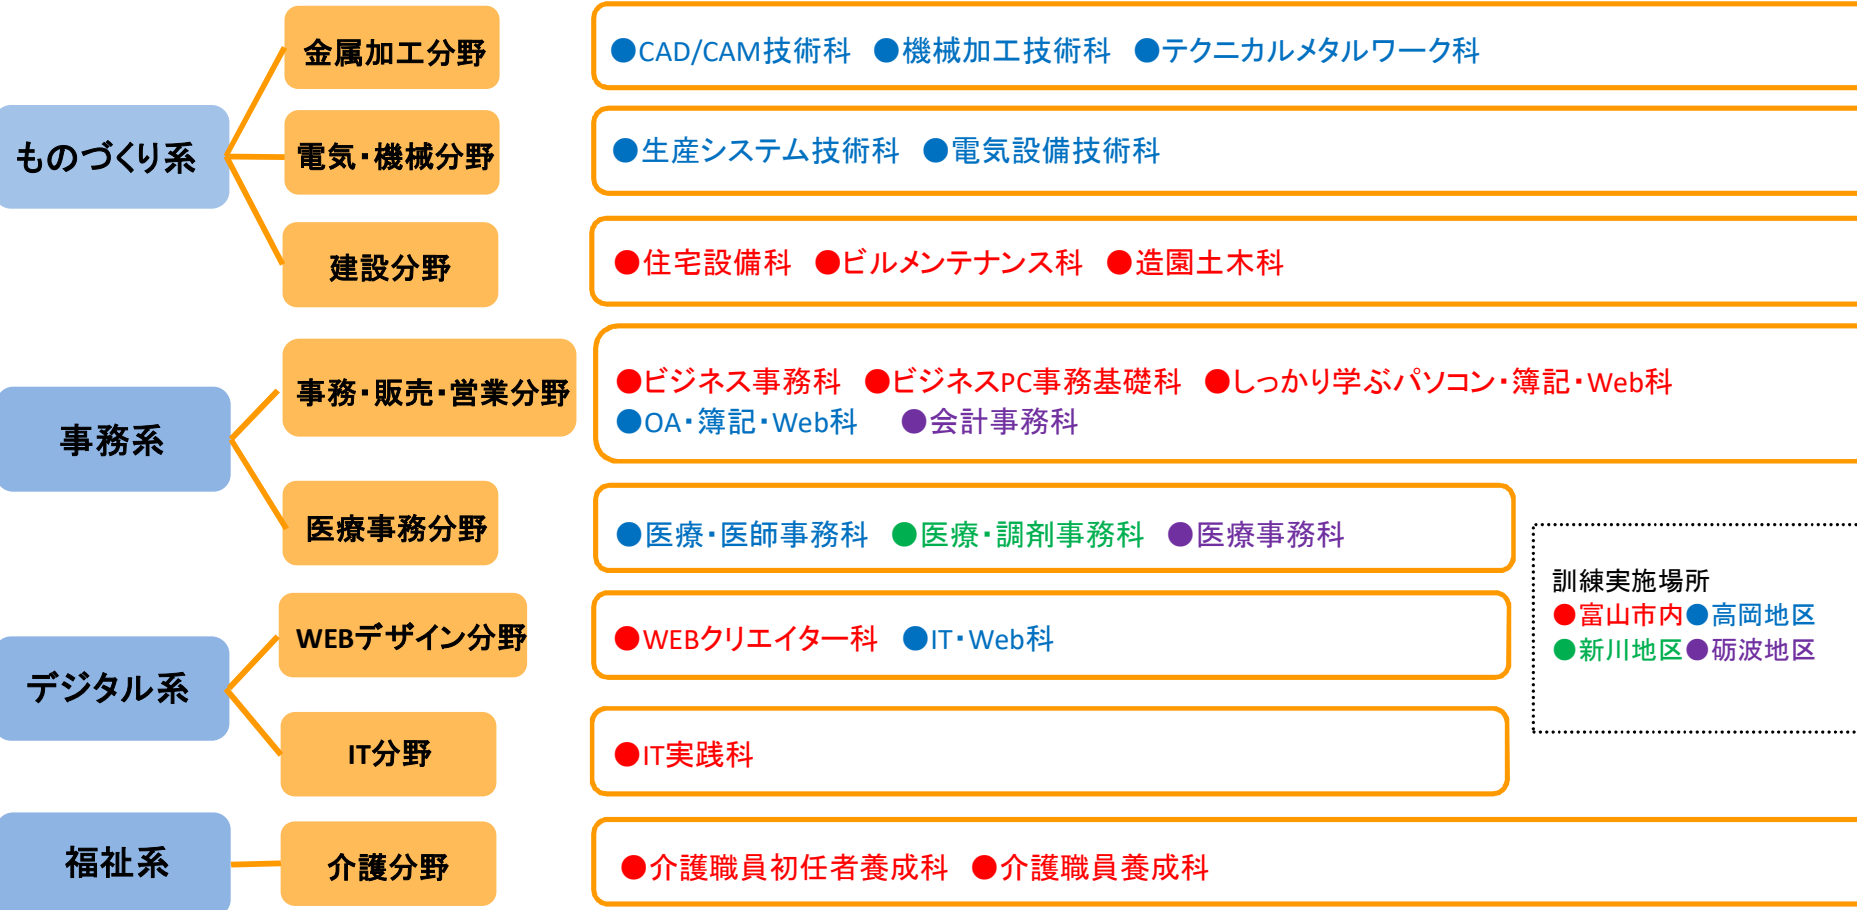 ものづくり系
金属加工分野
●CAD/CAM技術科 ●機械加工技術科 ●テクニカルメタルワーク科
電気・機械分野
●生産システム技術科 ●電気設備技術科
建設分野
●住宅設備科 ●ビルメンテナンス科 ●造園土木科
事務系
事務・販売・営業分野
●ビジネス事務科 ●ビジネスPC事務基礎科 ●しっかり学ぶパソコン・簿記・Web科
●OA・簿記・Web科 ●会計事務科
医療事務分野
●医療・医師事務科 ●医療・調剤事務科 ●医療事務科
デジタル系
WEBデザイン分野
●WEBクリエイター科 ●IT・Web科
IT分野
●IT実践科
福祉系
介護分野
●介護職員初任者養成科 ●介護職員養成科
訓練実施場所
●富山市内●高岡地区
●新川地区●砺波地区